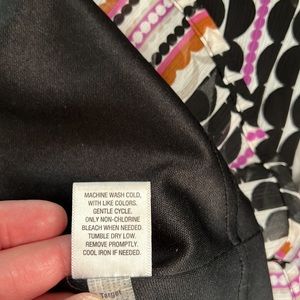 MACHINE WASH COLD,
WITH LIKE COLORS.
GENTLE CYCLE.
ONLY NON-CHLORINE
BLEACH WHEN NEEDED.
TUMBLE DRY LOW.
REMOVE PROMPTLY.
COOL IRON IF NEEDED.
Target